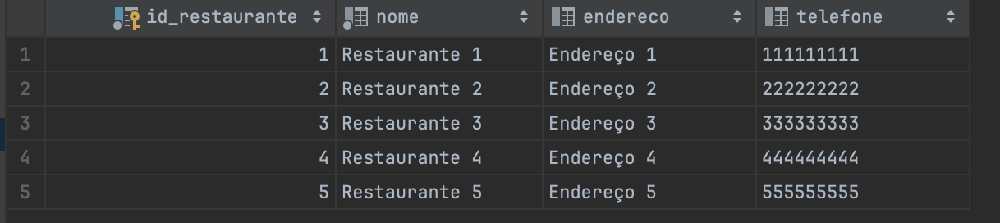 id_restaurante nome endereco telefone
1 1 Restaurante 1 Endereço 1 111111111
2 2 Restaurante 2 Endereço 2 222222222
3 3 Restaurante 3 Endereço 3 333333333
4 4 Restaurante 4 Endereço 4 444444444
5 5 Restaurante 5 Endereço 5 555555555